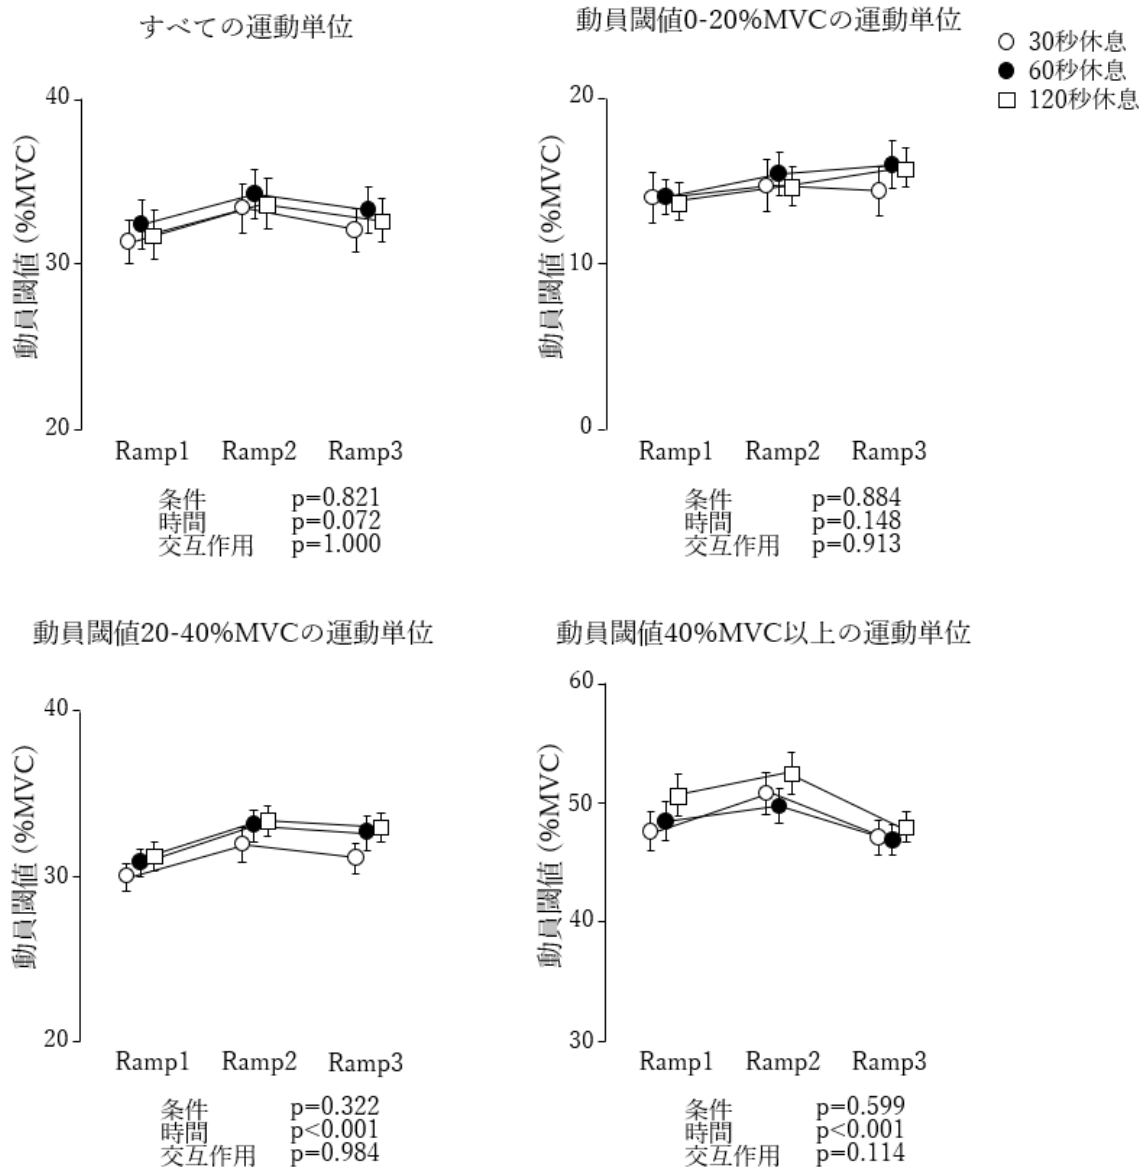 すべての運動単位
動員閾値0-20%MVCの運動単位
30秒休息
60秒休息
120秒休息
動員閾値 (%MVC)
40
30
20
Ramp1 Ramp2 Ramp3
条件 p=0.821
時間 p=0.072
交互作用 p=1.000
動員閾値 (%MVC)
20
10
0
Ramp1 Ramp2 Ramp3
条件 p=0.884
時間 p=0.148
交互作用 p=0.913
動員閾値20-40%MVCの運動単位
動員閾値 (%MVC)
40
30
20
Ramp1 Ramp2 Ramp3
条件 p=0.322
時間 p<0.001
交互作用 p=0.984
動員閾値40%MVC以上の運動単位
動員閾値 (%MVC)
60
50
40
30
Ramp1 Ramp2 Ramp3
条件 p=0.599
時間 p<0.001
交互作用 p=0.114